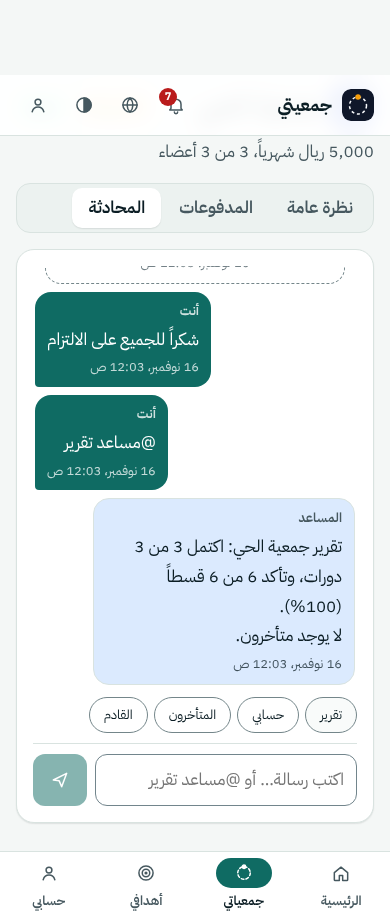 جمعيتي
7
5,000 ريال شهرياً، 3 من 3 أعضاء
نظرة عامة
المدفوعات
المحادثة
أنت
شكراً للجميع على الالتزام
16 نوفمبر، 12:03 ص
أنت
@مساعد تقرير
16 نوفمبر، 12:03 ص
المساعد
تقرير جمعية الحي: اكتمل 3 من 3
دورات، وتأكد 6 من 6 قسطاً
(100%).
لا يوجد متأخرون.
16 نوفمبر، 12:03 ص
تقرير
حسابي
المتأخرون
القادم
اكتب رسالة... أو @مساعد تقرير
الرئيسية
جمعياتي
أهدافي
حسابي